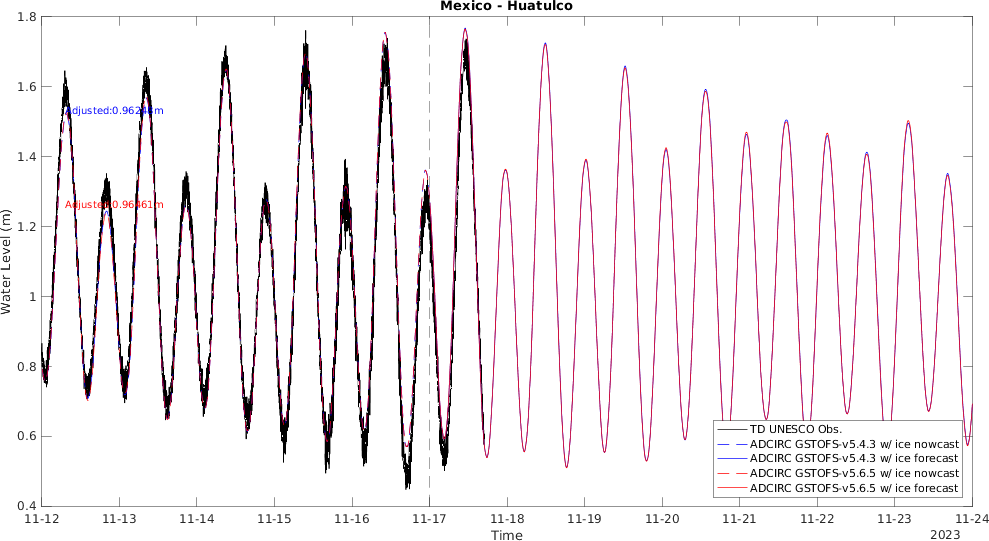 Mexico - Huatulco
Water Level (m)
1.8
1.6
1.4
1.2
1
0.8
0.6
0.4
Adjusted:0.96461m
TD UNESCO Obs.
ADCIRC GSTOFS-v5.4.3 w/ ice nowcast
ADCIRC GSTOFS-v5.4.3 w/ ice forecast
ADCIRC GSTOFS-v5.6.5 w/ ice nowcast
ADCIRC GSTOFS-v5.6.5 w/ ice forecast
11-12 11-13 11-14 11-15 11-16 11-17 11-18 11-19 11-20 11-21 11-22 11-23 11-24
Time
2023